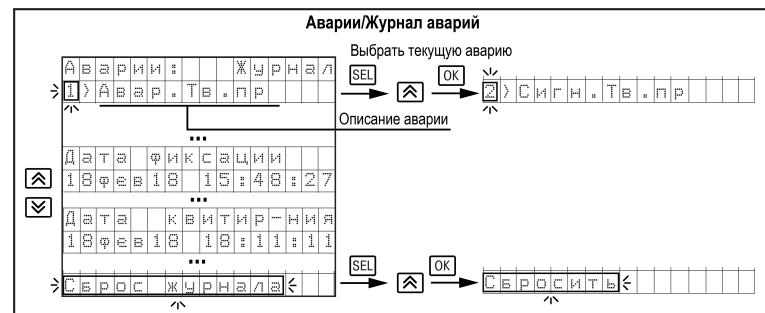 Аварии/Журнал аварий
Выбрать текущую аварию
Аварии: Журнал
SEL
OK
1>Авар.Тв.пр
2>Сигн.Тв.пр
Описание аварии
...
Дата фиксации
18фев18 15:48:27
...
Дата квитир-ния
18фев18 18:11:11
...
SEL
OK
Сброс журнала
Сбросить